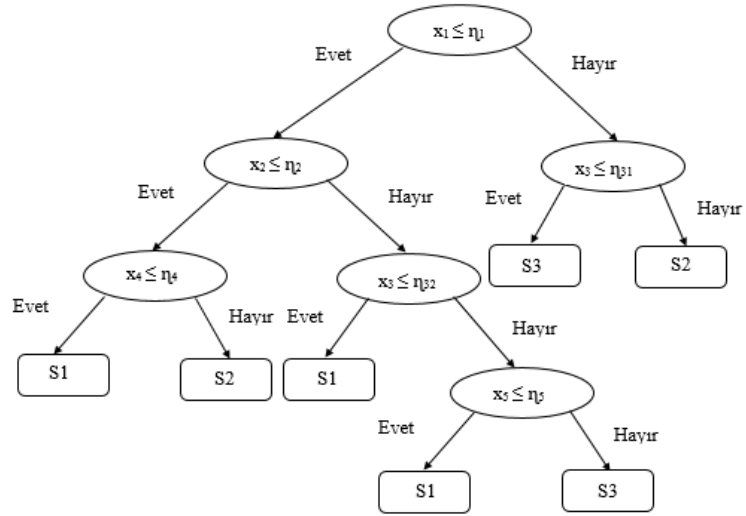 x₁ ≤ η₁
Evet
Hayır
x₂ ≤ η₂
x₃ ≤ η₃₁
Evet
Hayır
Evet
Hayır
x₄ ≤ η₄
x₃ ≤ η₃₂
S3
S2
Evet
Hayır
Evet
Hayır
S1
S2
S1
x₅ ≤ η₅
Evet
Hayır
S1
S3